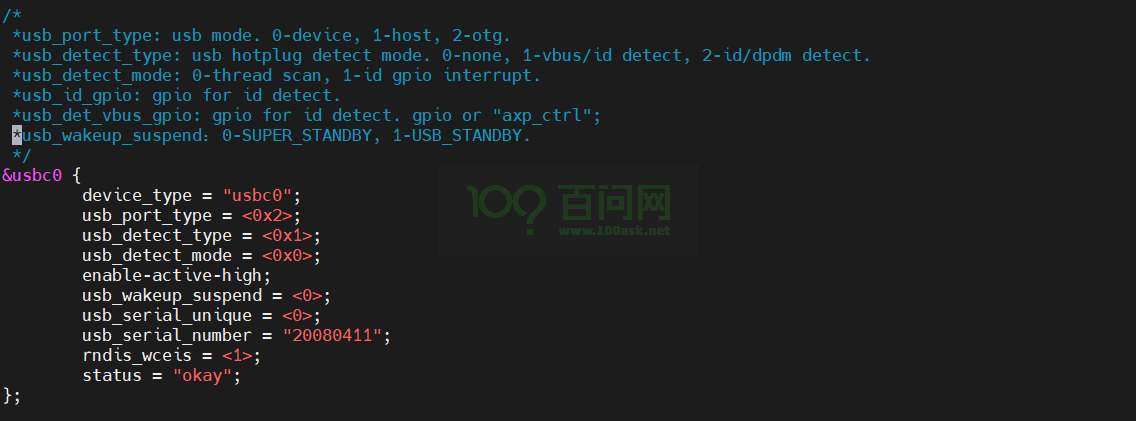 /*
 *usb_port_type: usb mode. 0-device, 1-host, 2-otg.
 *usb_detect_type: usb hotplug detect mode. 0-none, 1-vbus/id detect, 2-id/dpdm detect.
 *usb_detect_mode: 0-thread scan, 1-id gpio interrupt.
 *usb_id_gpio: gpio for id detect.
 *usb_det_vbus_gpio: gpio for id detect. gpio or "axp_ctrl";
 *usb_wakeup_suspend：0-SUPER_STANDBY, 1-USB_STANDBY.
 */
&usbc0 {
        device_type = "usbc0";
        usb_port_type = <0x2>;
        usb_detect_type = <0x1>;
        usb_detect_mode = <0x0>;
        enable-active-high;
        usb_wakeup_suspend = <0>;
        usb_serial_unique = <0>;
        usb_serial_number = "20080411";
        rndis_wceis = <1>;
        status = "okay";
};
100 百问网
www.100ask.net